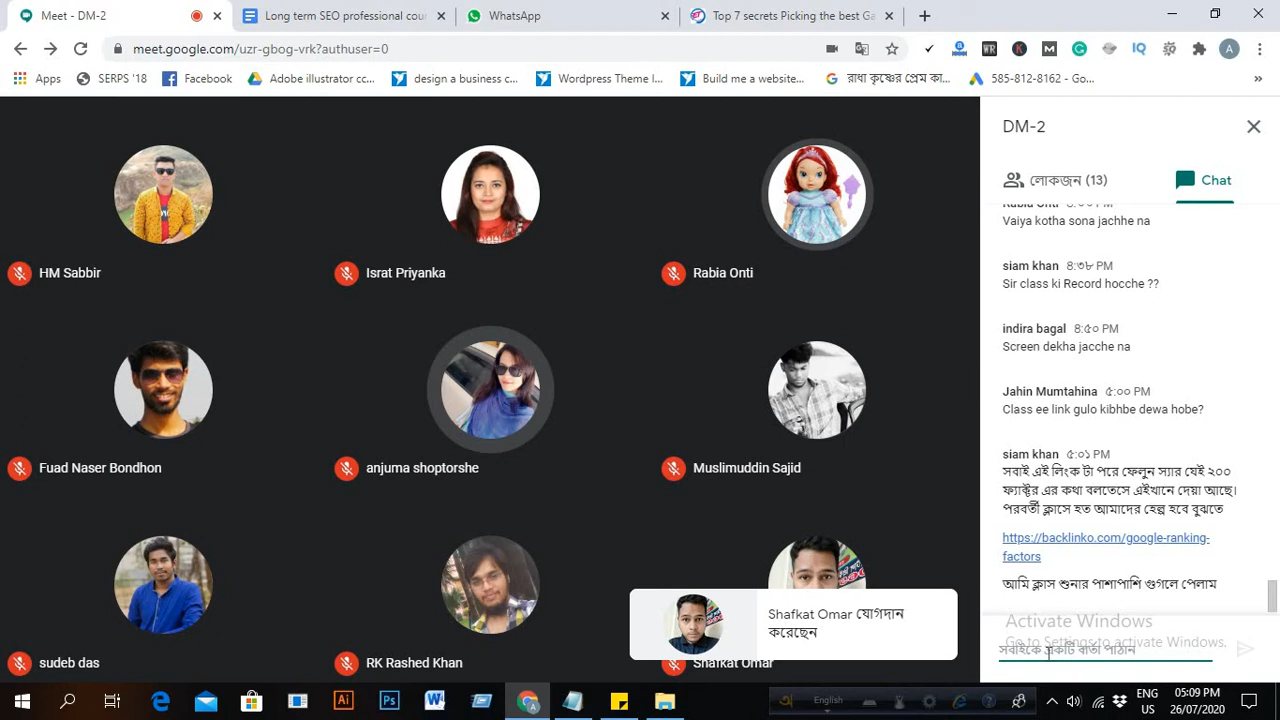 Meet - DM-2
Long term SEO professional cour
WhatsApp
Top 7 secrets Picking the best Ga
meet.google.com/uzr-gbog-vrk?authuser=0
Apps
SERPS '18
Facebook
Adobe illustrator cc...
design a business c...
Wordpress Theme I...
Build me a website...
রাধা কৃষ্ণের প্রেম কা...
585-812-8162 - Go...
DM-2
লোকজন (13)
Chat
Vaiya kotha sona jachhe na
siam khan 8:৩৮ PM
Sir class ki Record hocche ??
indira bagal 8:৫০ PM
Screen dekha jacche na
Jahin Mumtahina ৫:০০ PM
Class ee link gulo kibhbe dewa hobe?
siam khan ৫:০১ PM
সবাই এই লিংক টা পরে ফেলুন স্যার যেই ২০০
ফ্যাক্টর এর কথা বলতেসে এইখানে দেয়া আছে।
পরবর্তী ক্লাসে হত আমাদের হেল্প হবে বুঝতে
https://backlinko.com/google-ranking-
factors
আমি ক্লাস শুনার পাশাপাশি গুগলে পেলাম
Activate Windows
Go to Settings to activate Windows.
সবাইকে একটি বার্তা পাঠান
HM Sabbir
Israt Priyanka
Rabia Onti
Fuad Naser Bondhon
anjuma shoptorshe
Muslimuddin Sajid
sudeb das
RK Rashed Khan
Shafkat Omar
Shafkat Omar যোগদান
করেছেন
English
ENG
US
05:09 PM
26/07/2020